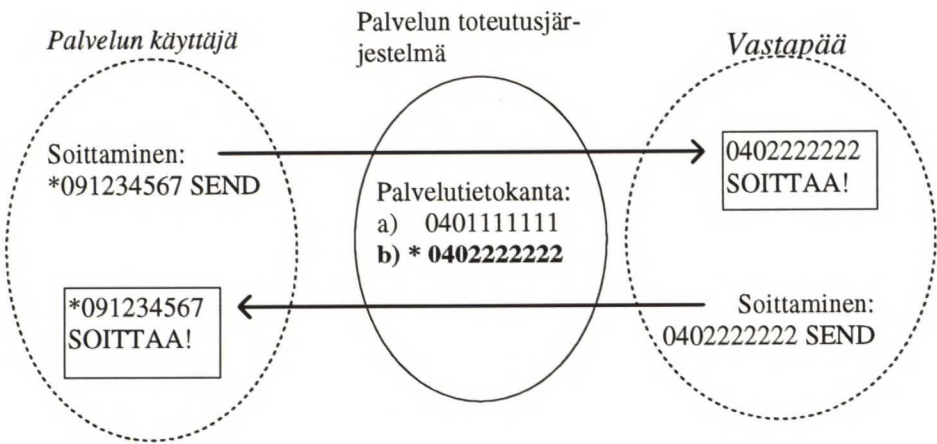 Palvelun käyttäjä
Palvelun toteutusjär-
jestelmä
Vastapää
Soittaminen:
*091234567 SEND
Palvelutietokanta:
a) 0401111111
b) * 0402222222
0402222222
SOITTAA!
*091234567
SOITTAA!
Soittaminen:
0402222222 SEND